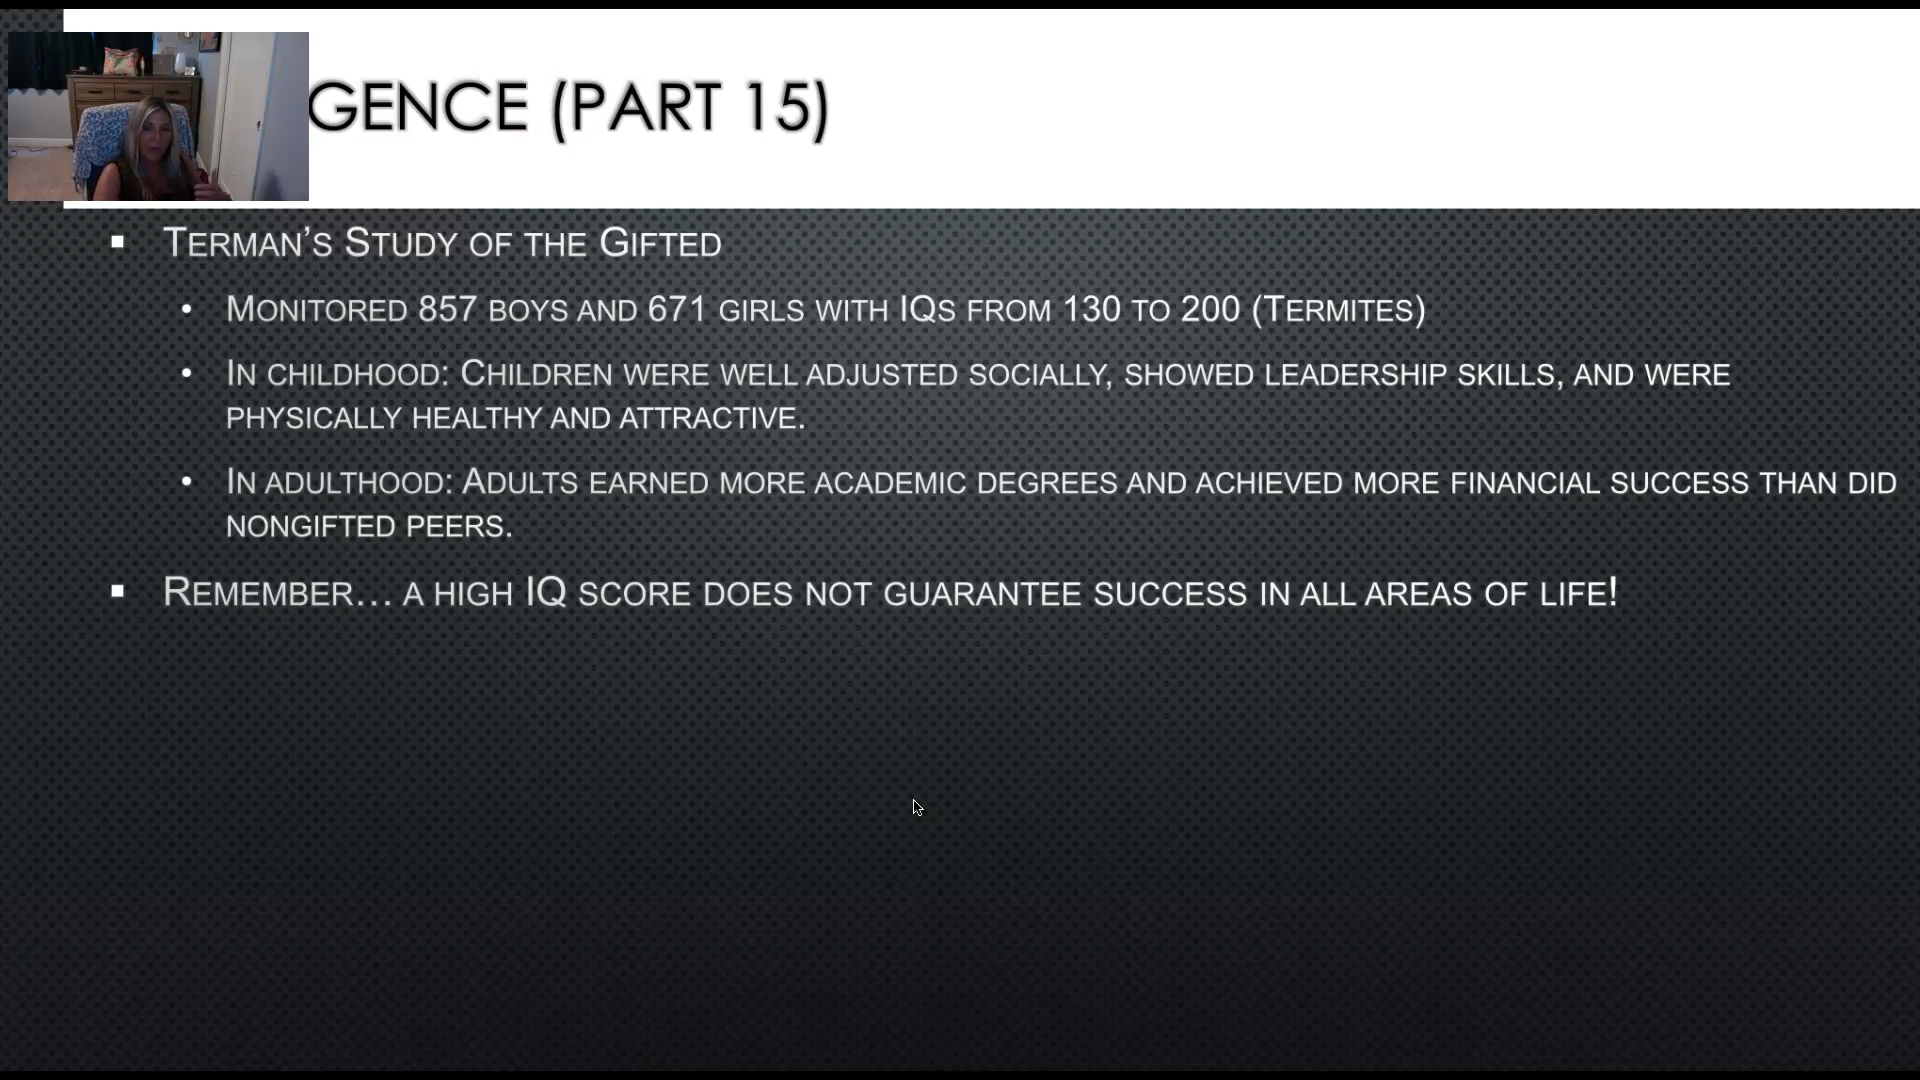 GENCE (PART 15)
TERMAN'S STUDY OF THE GIFTED
MONITORED 857 BOYS AND 671 GIRLS WITH IQS FROM 130 TO 200 (TERMITES)
IN CHILDHOOD: CHILDREN WERE WELL ADJUSTED SOCIALLY, SHOWED LEADERSHIP SKILLS, AND WERE
PHYSICALLY HEALTHY AND ATTRACTIVE.
IN ADULTHOOD: ADULTS EARNED MORE ACADEMIC DEGREES AND ACHIEVED MORE FINANCIAL SUCCESS THAN DID
NONGIFTED PEERS.
REMEMBER... A HIGH IQ SCORE DOES NOT GUARANTEE SUCCESS IN ALL AREAS OF LIFE!